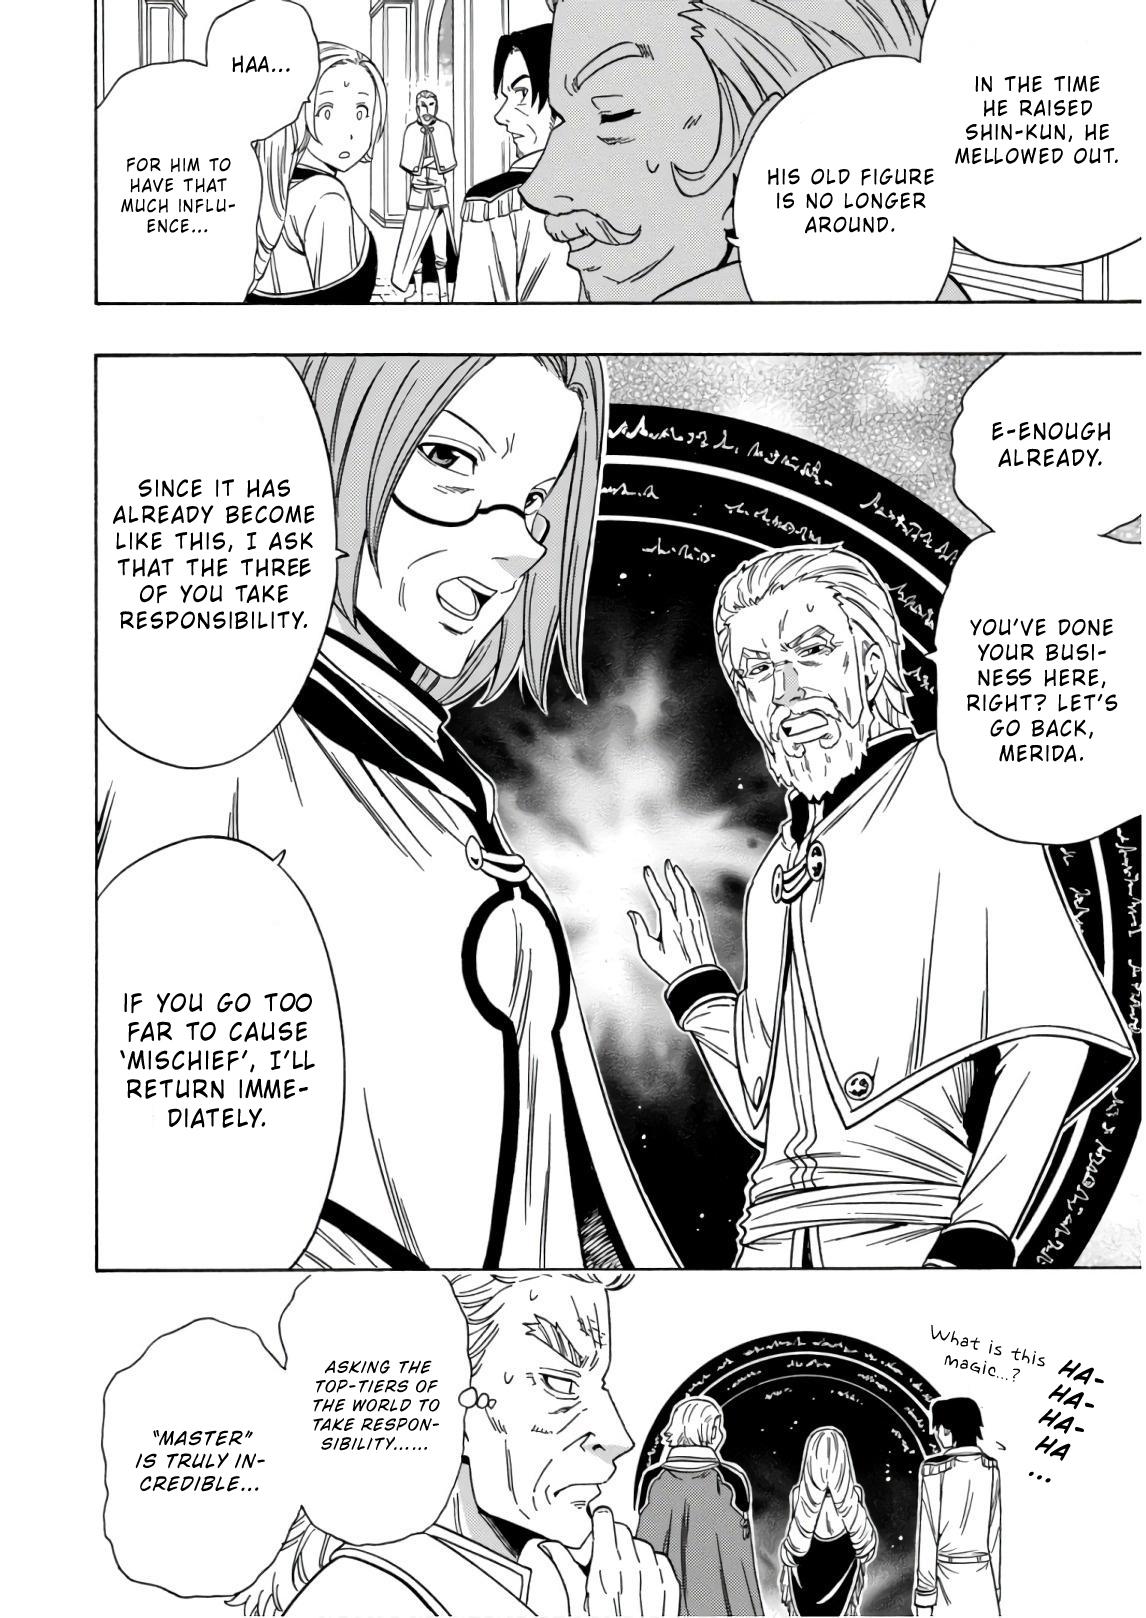 IN THE TIME
HE RAISED
SHIN-KUN, HE
MELLOWED OUT.
HIS OLD FIGURE
IS NO LONGER
AROUND.
HAA...
FOR HIM TO
HAVE THAT
MUCH INFLU-
ENCE...
E-ENOUGH
ALREADY.
YOU'VE DONE
YOUR BUSI-
NESS HERE,
RIGHT? LET'S
GO BACK,
MERIDA.
SINCE IT HAS
ALREADY BECOME
LIKE THIS, I ASK
THAT THE THREE
OF YOU TAKE
RESPONSIBILITY.
IF YOU GO TOO
FAR TO CAUSE
'MISCHIEF', I'LL
RETURN IMME-
DIATELY.
What is this
magic...?
HA-
HA-
HA-
HA
...
ASKING THE
TOP-TIERS OF
THE WORLD TO
TAKE RESPON-
SIBILITY......
"MASTER"
IS TRULY IN-
CREDIBLE...